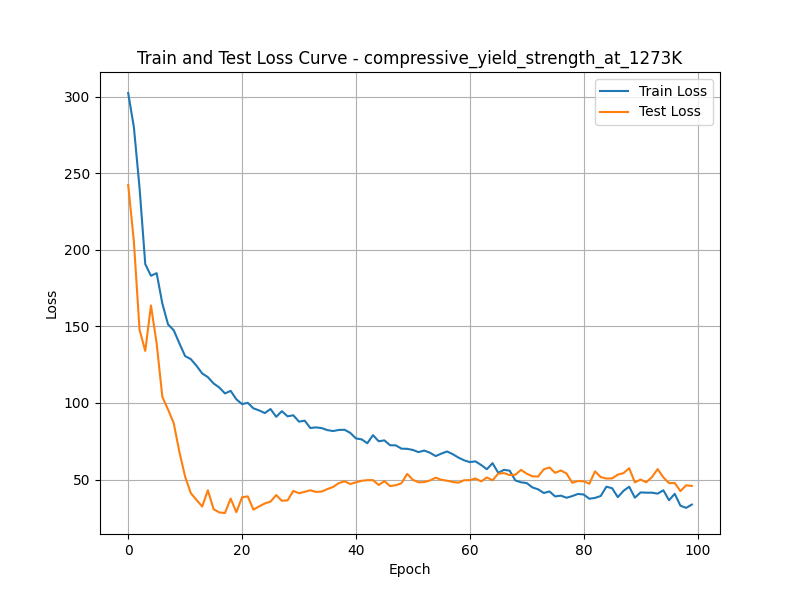 Train and Test Loss Curve - compressive_yield_strength_at_1273K
Train Loss
Test Loss
300
250
200
150
100
50
0
20
40
60
80
100
Loss
Epoch